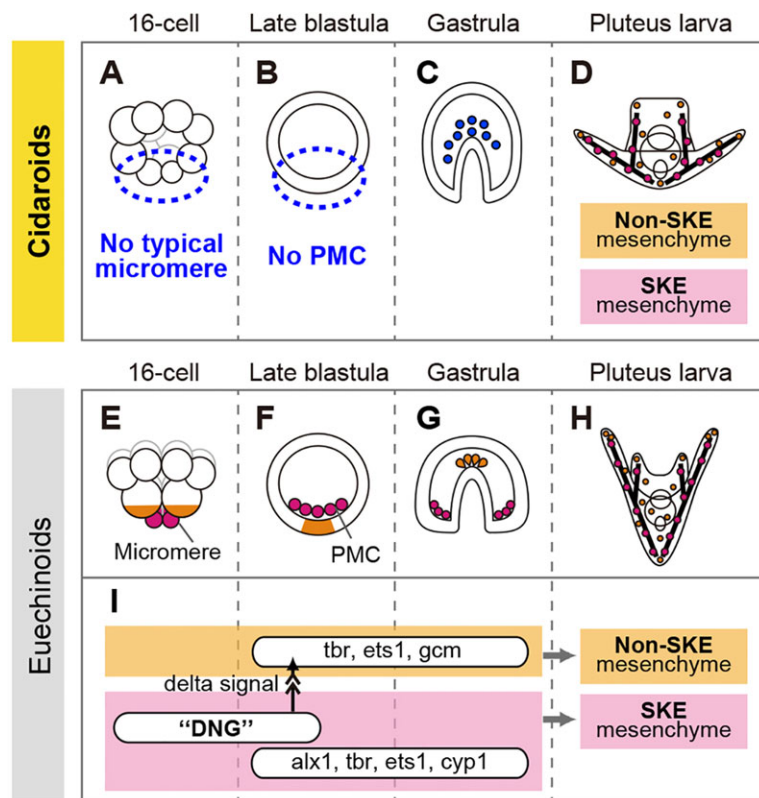 16-cell Late blastula Gastrula Pluteus larva
Cidaroids
A B C D
No typical
micromere
No PMC
Non-SKE
mesenchyme
SKE
mesenchyme
16-cell Late blastula Gastrula Pluteus larva
Euechinoids
E F G H
Micromere
PMC
I
tbr, ets1, gcm
delta signal
“DNG”
alx1, tbr, ets1, cyp1
Non-SKE
mesenchyme
SKE
mesenchyme